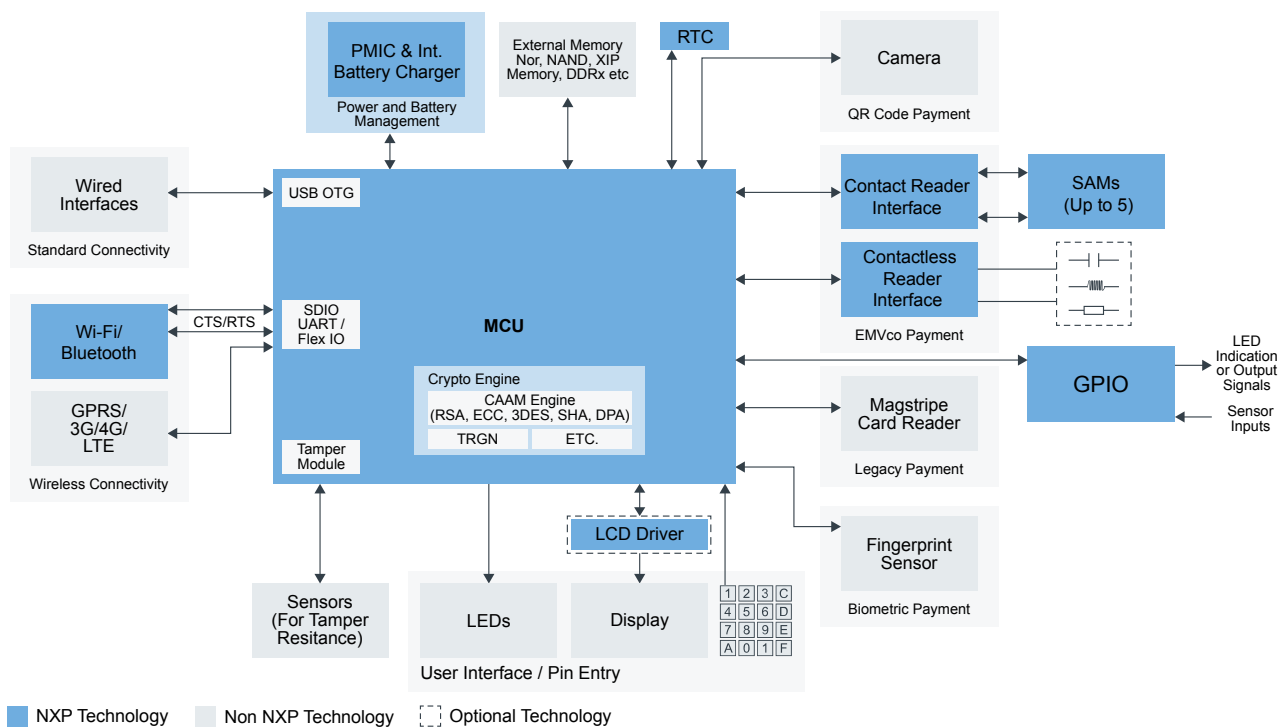 PMIC & Int.
Battery Charger
Power and Battery
Management
External Memory
Nor, NAND, XIP
Memory, DDRx etc
RTC
Camera
QR Code Payment
Wired
Interfaces
Standard Connectivity
USB OTG
Contact Reader
Interface
SAMs
(Up to 5)
Contactless
Reader
Interface
EMVco Payment
Wi-Fi/
Bluetooth
CTS/RTS
SDIO
UART /
Flex IO
MCU
GPRS/
3G/4G/
LTE
Wireless Connectivity
Crypto Engine
CAAM Engine
(RSA, ECC, 3DES, SHA, DPA)
TRGN
ETC.
Tamper
Module
GPIO
LED
Indication
or Output
Signals
Sensor
Inputs
Magstripe
Card Reader
Legacy Payment
LCD Driver
Fingerprint
Sensor
Biometric Payment
Sensors
(For Tamper
Resitance)
LEDs
Display
1 2 3 C
4 5 6 D
7 8 9 E
A 0 1 F
User Interface / Pin Entry
NXP Technology
Non NXP Technology
Optional Technology